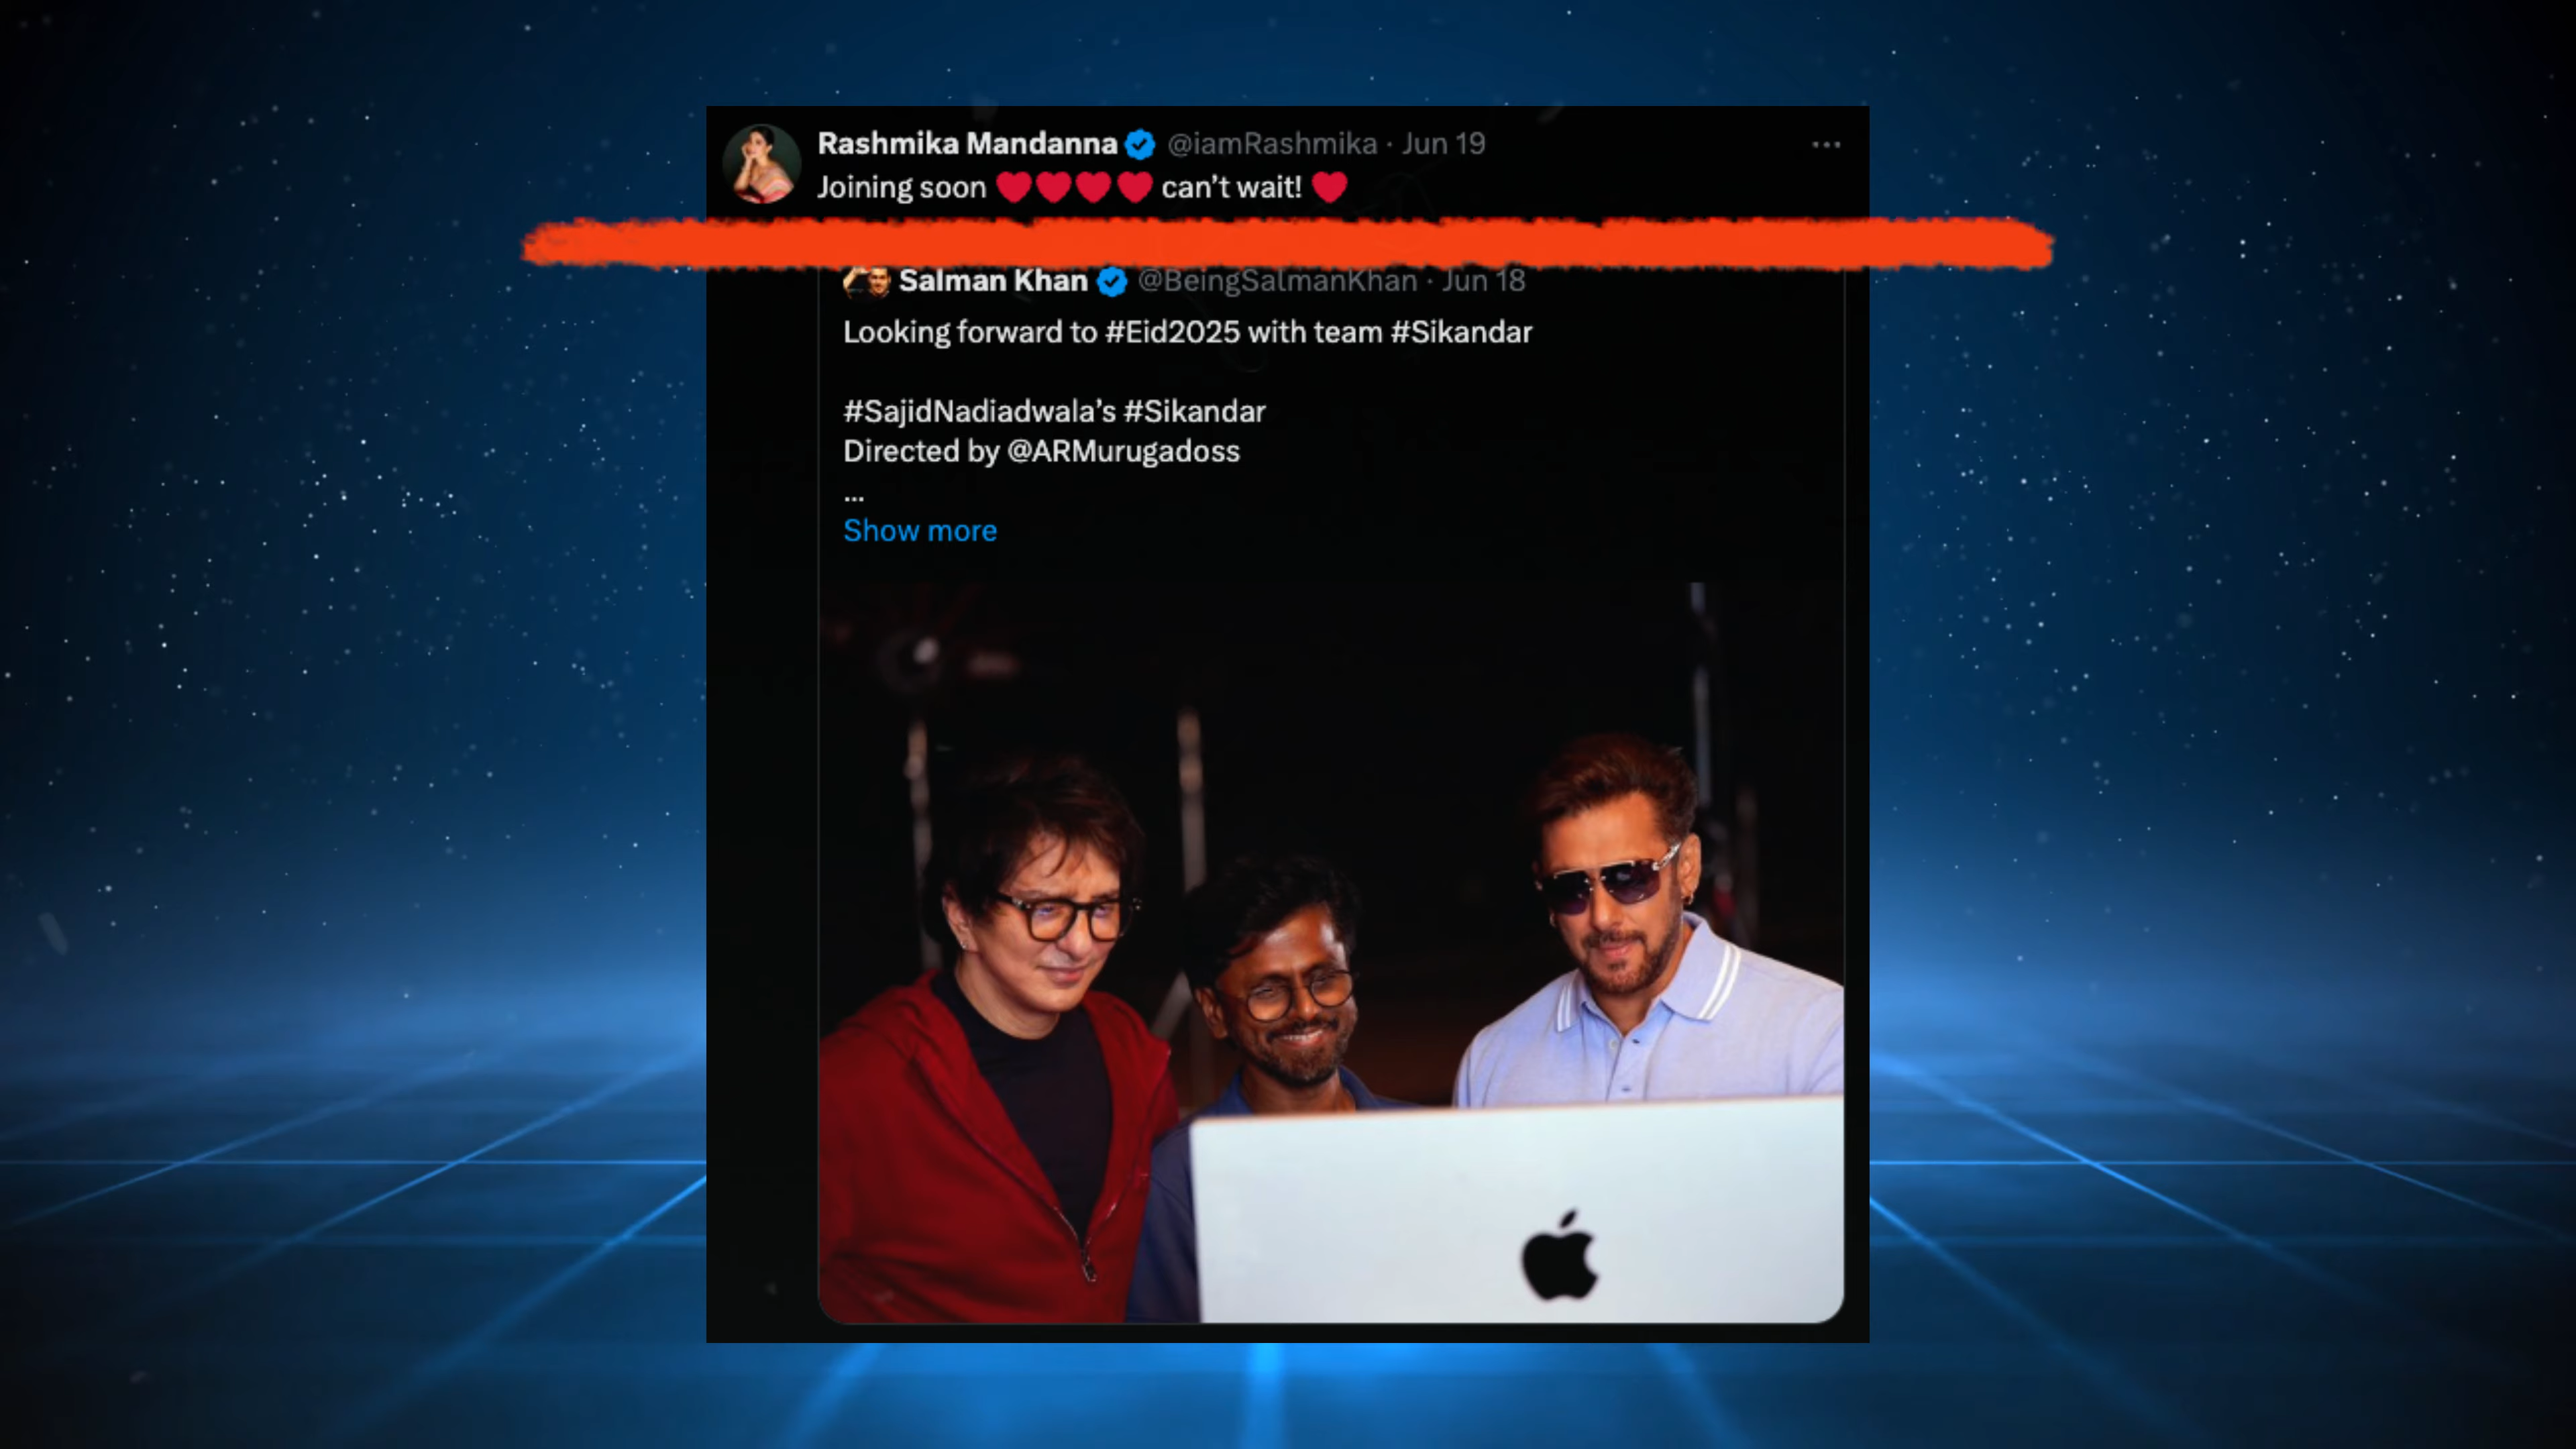 Rashmika Mandanna @iamRashmika · Jun 19
Joining soon ❤️❤️❤️❤️ can't wait! ❤️
Salman Khan @BeingSalmanKhan · Jun 18
Looking forward to #Eid2025 with team #Sikandar
#SajidNadiadwala's #Sikandar
Directed by @ARMurugadoss
...
Show more